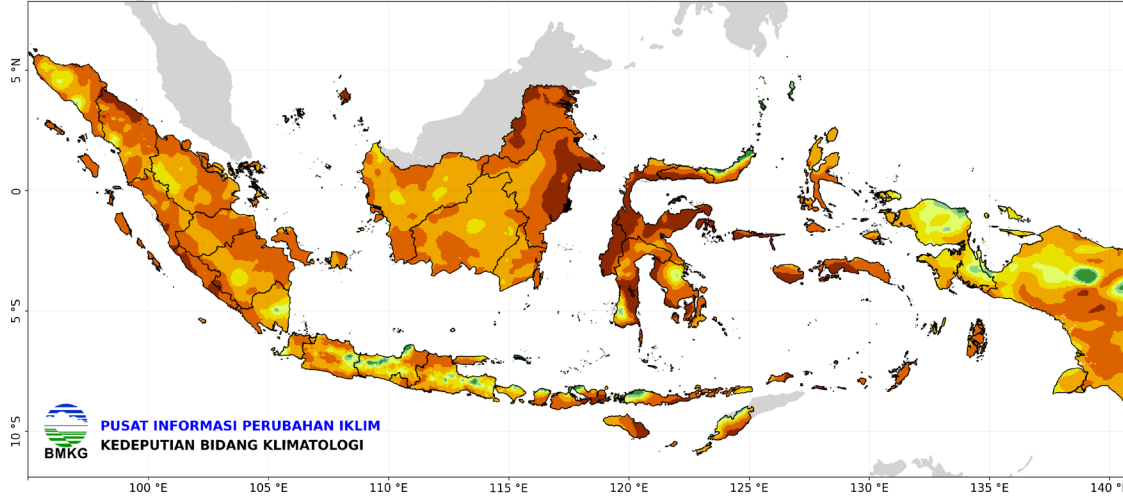 5 °N
0
5 °S
10 °S
BMKG
PUSAT INFORMASI PERUBAHAN IKLIM
KEDEPUTIAN BIDANG KLIMATOLOGI
100 °E
105 °E
110 °E
115 °E
120 °E
125 °E
130 °E
135 °E